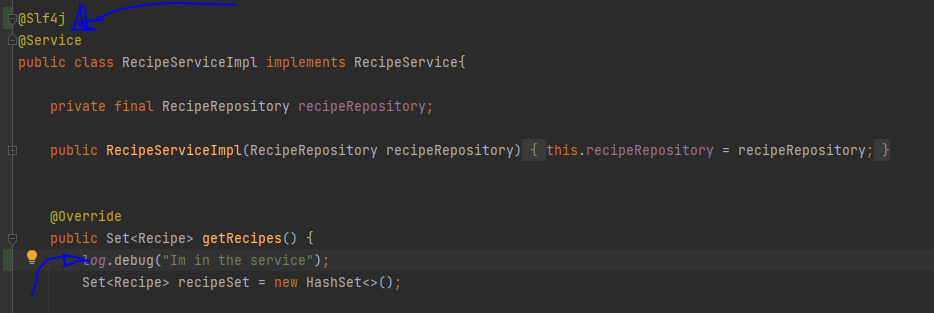 @Slf4j
@Service
public class RecipeServiceImpl implements RecipeService{
private final RecipeRepository recipeRepository;
public RecipeServiceImpl(RecipeRepository recipeRepository) { this.recipeRepository = recipeRepository; }
@Override
public Set<Recipe> getRecipes() {
log.debug("Im in the service");
Set<Recipe> recipeSet = new HashSet<>();